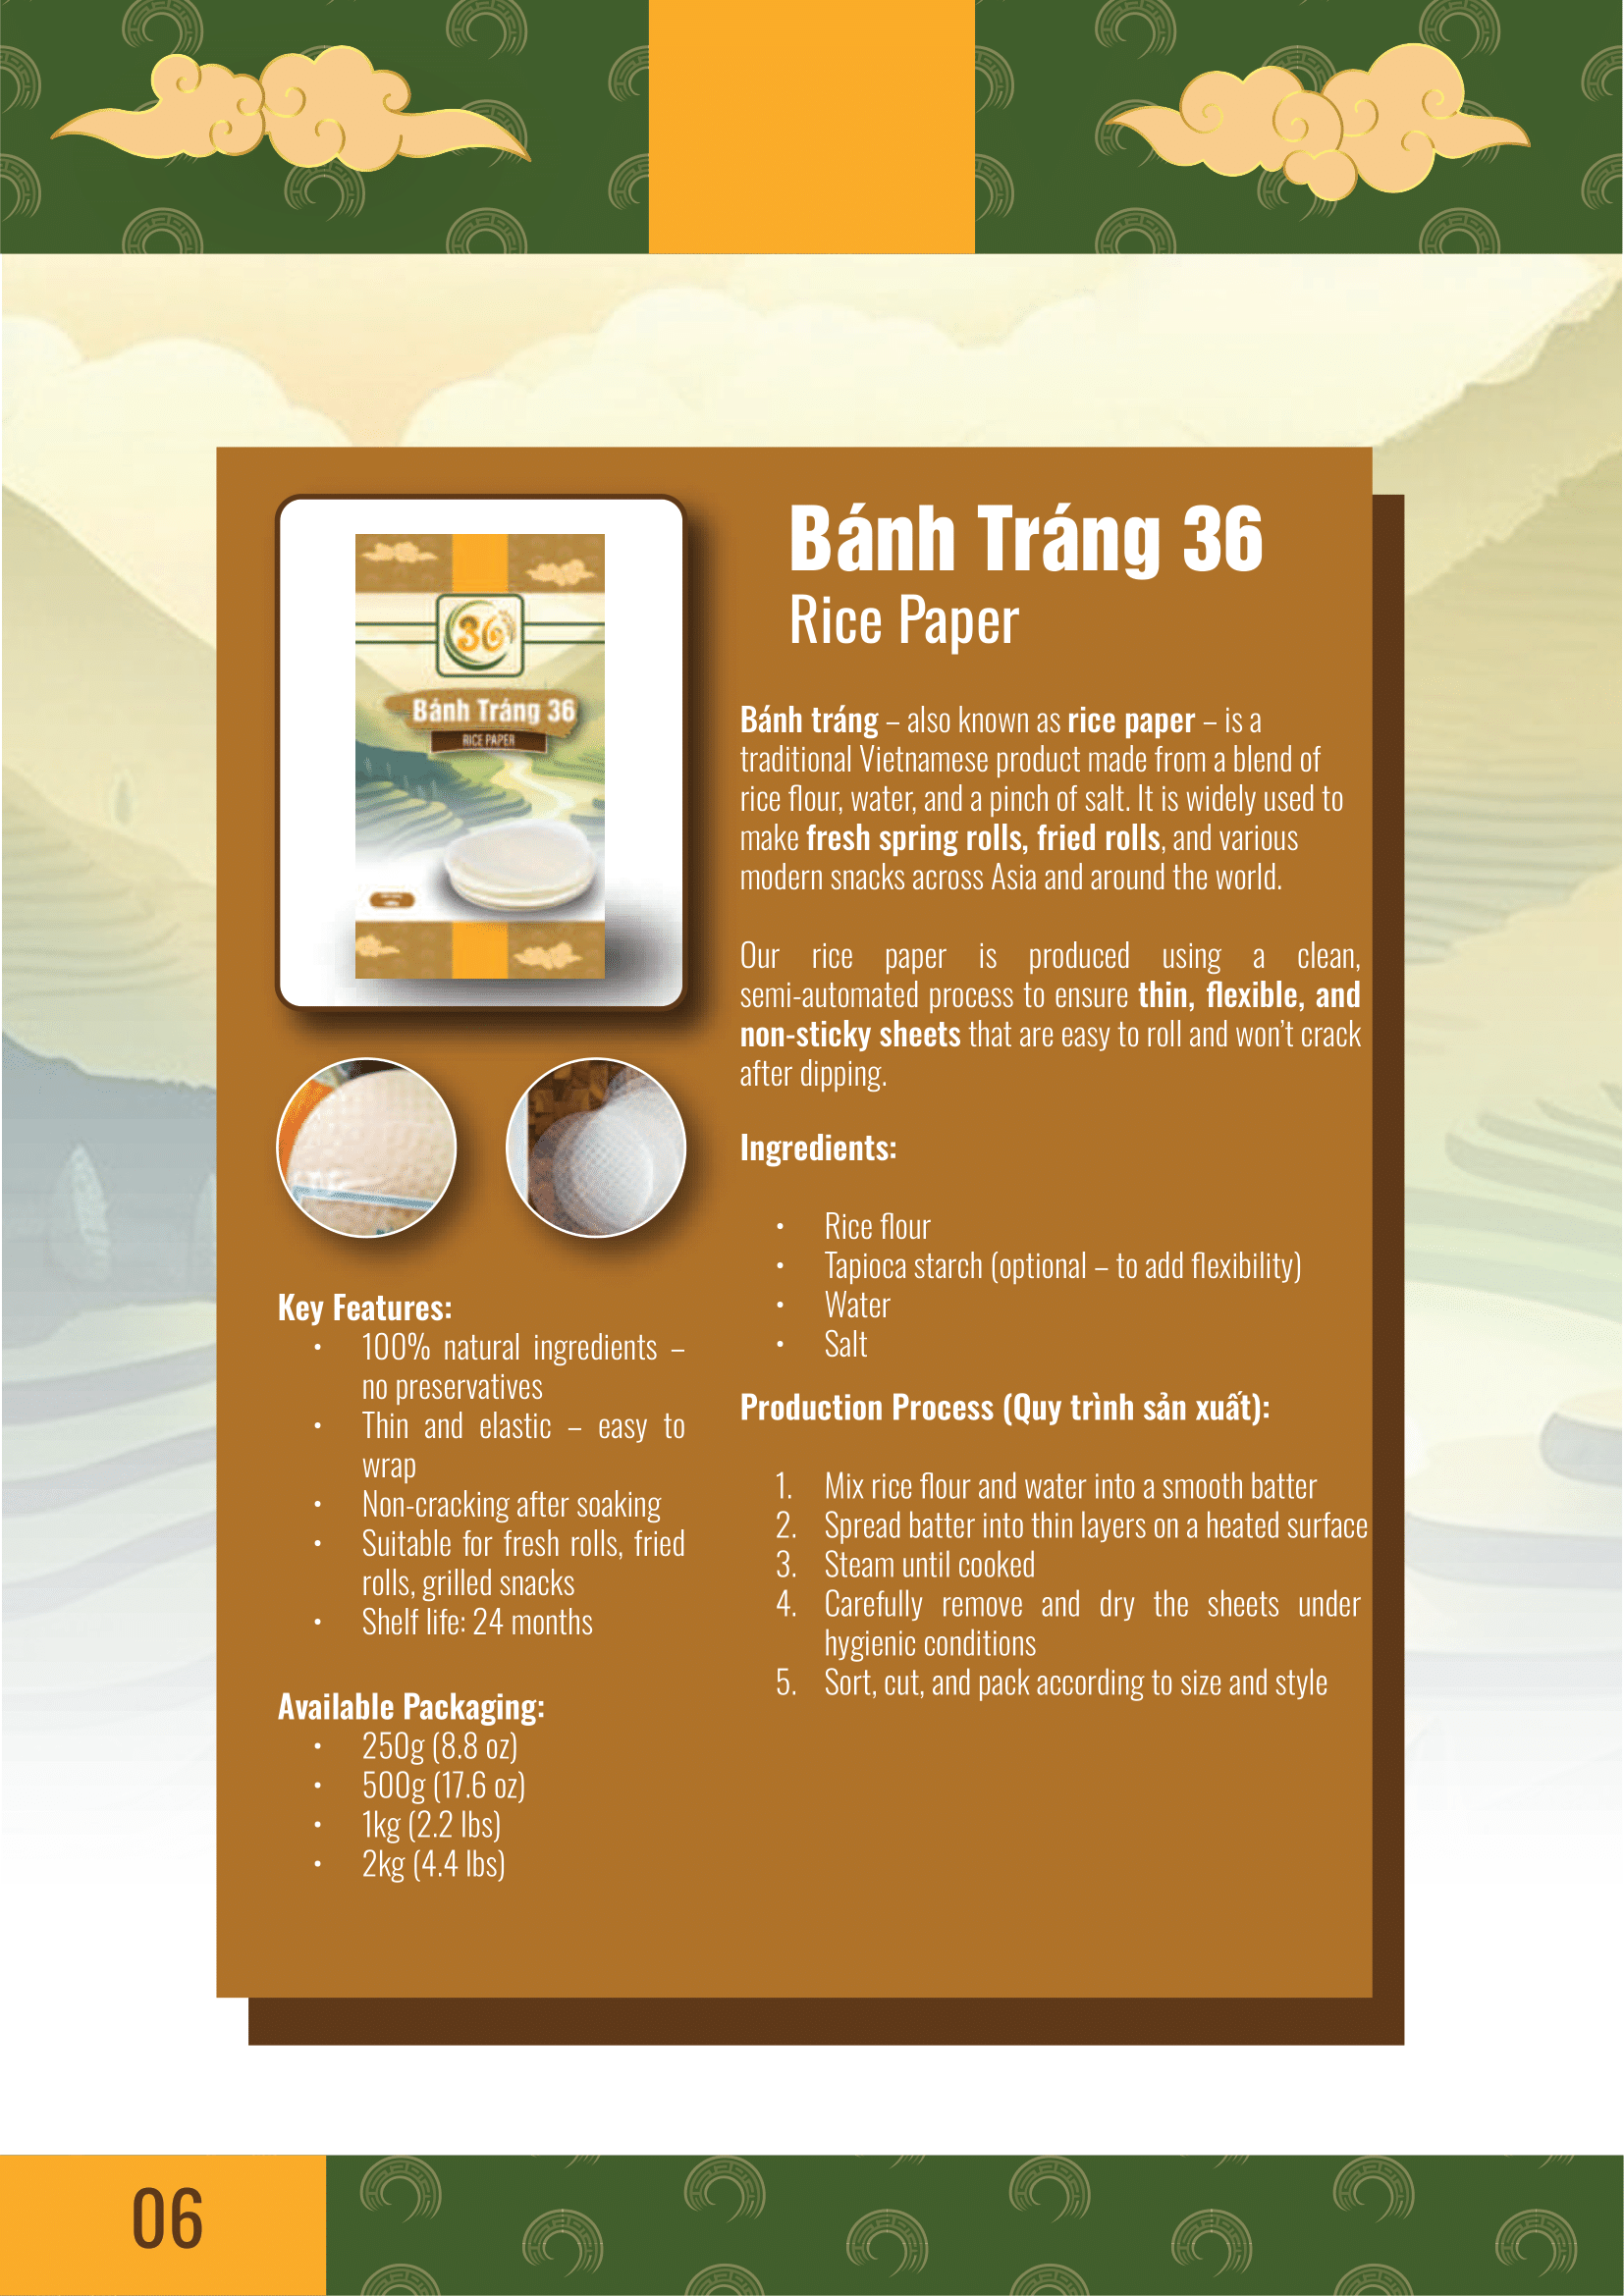 36
Bánh Tráng 36
RICE PAPER
Bánh Tráng 36
Rice Paper
Bánh tráng – also known as rice paper – is a
traditional Vietnamese product made from a blend of
rice flour, water, and a pinch of salt. It is widely used to
make fresh spring rolls, fried rolls, and various
modern snacks across Asia and around the world.
Our rice paper is produced using a clean,
semi-automated process to ensure thin, flexible, and
non-sticky sheets that are easy to roll and won’t crack
after dipping.
Ingredients:
• Rice flour
• Tapioca starch (optional – to add flexibility)
• Water
• Salt
Production Process (Quy trình sản xuất):
1. Mix rice flour and water into a smooth batter
2. Spread batter into thin layers on a heated surface
3. Steam until cooked
4. Carefully remove and dry the sheets under
hygienic conditions
5. Sort, cut, and pack according to size and style
Key Features:
• 100% natural ingredients –
no preservatives
• Thin and elastic – easy to
wrap
• Non-cracking after soaking
• Suitable for fresh rolls, fried
rolls, grilled snacks
• Shelf life: 24 months
Available Packaging:
• 250g (8.8 oz)
• 500g (17.6 oz)
• 1kg (2.2 lbs)
• 2kg (4.4 lbs)
06